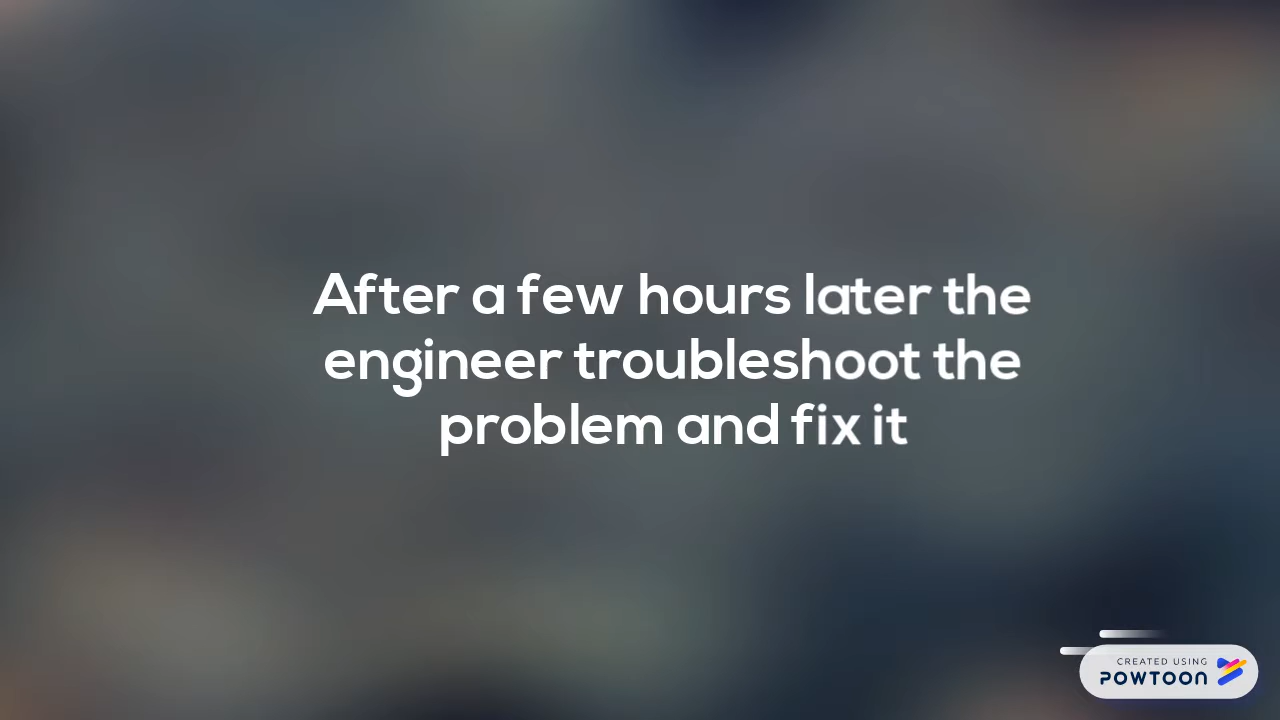 After a few hours later the
engineer troubleshoot the
problem and fix it
CREATED USING
POWTOON